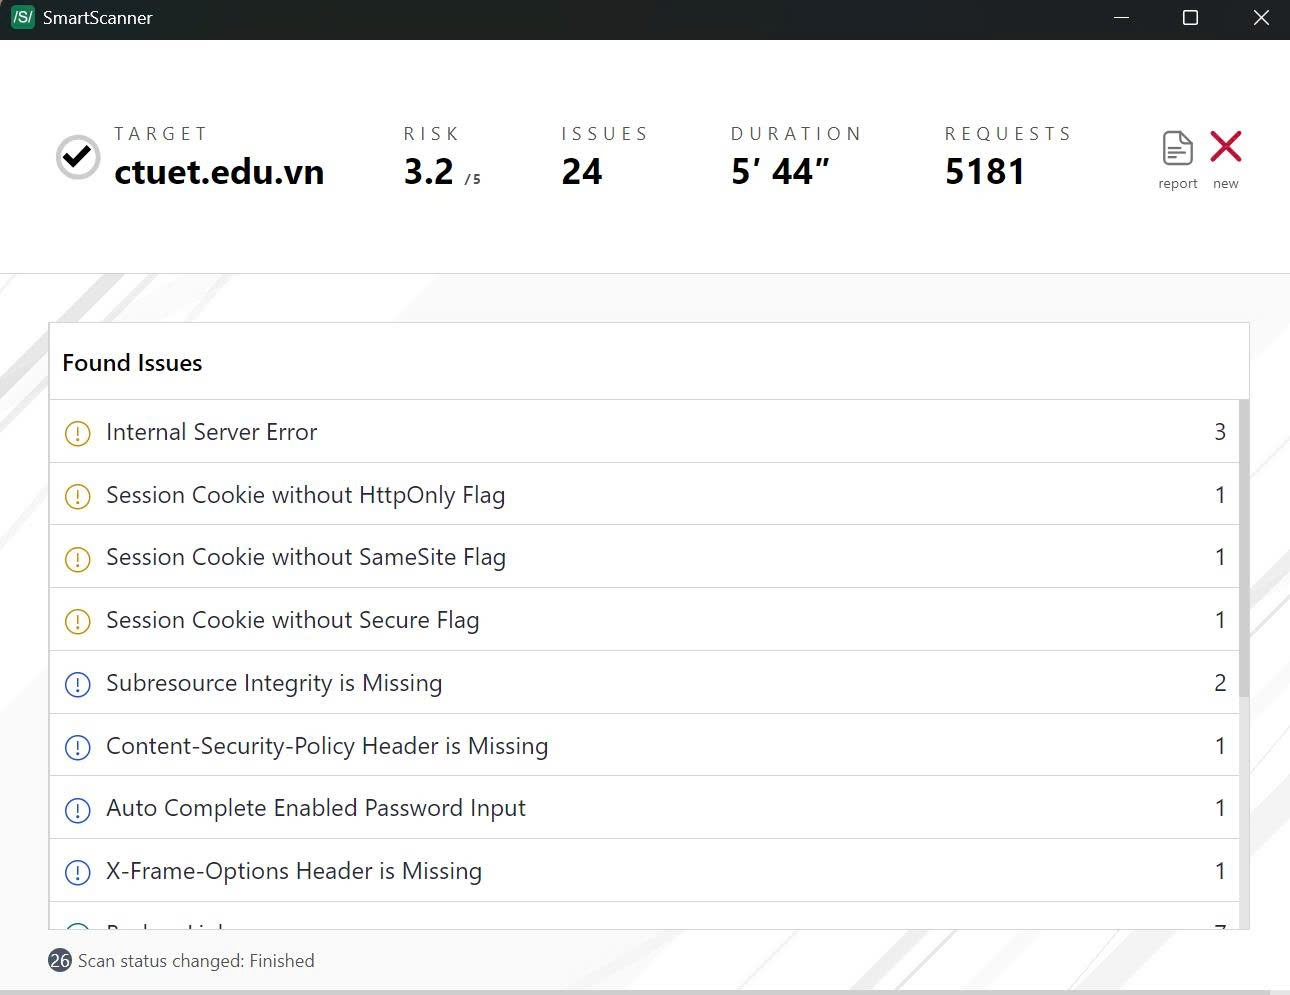 /S/ SmartScanner
TARGET
ctuet.edu.vn
RISK
3.2 /5
ISSUES
24
DURATION
5′ 44″
REQUESTS
5181
report
new
Found Issues
Internal Server Error 3
Session Cookie without HttpOnly Flag 1
Session Cookie without SameSite Flag 1
Session Cookie without Secure Flag 1
Subresource Integrity is Missing 2
Content-Security-Policy Header is Missing 1
Auto Complete Enabled Password Input 1
X-Frame-Options Header is Missing 1
26 Scan status changed: Finished